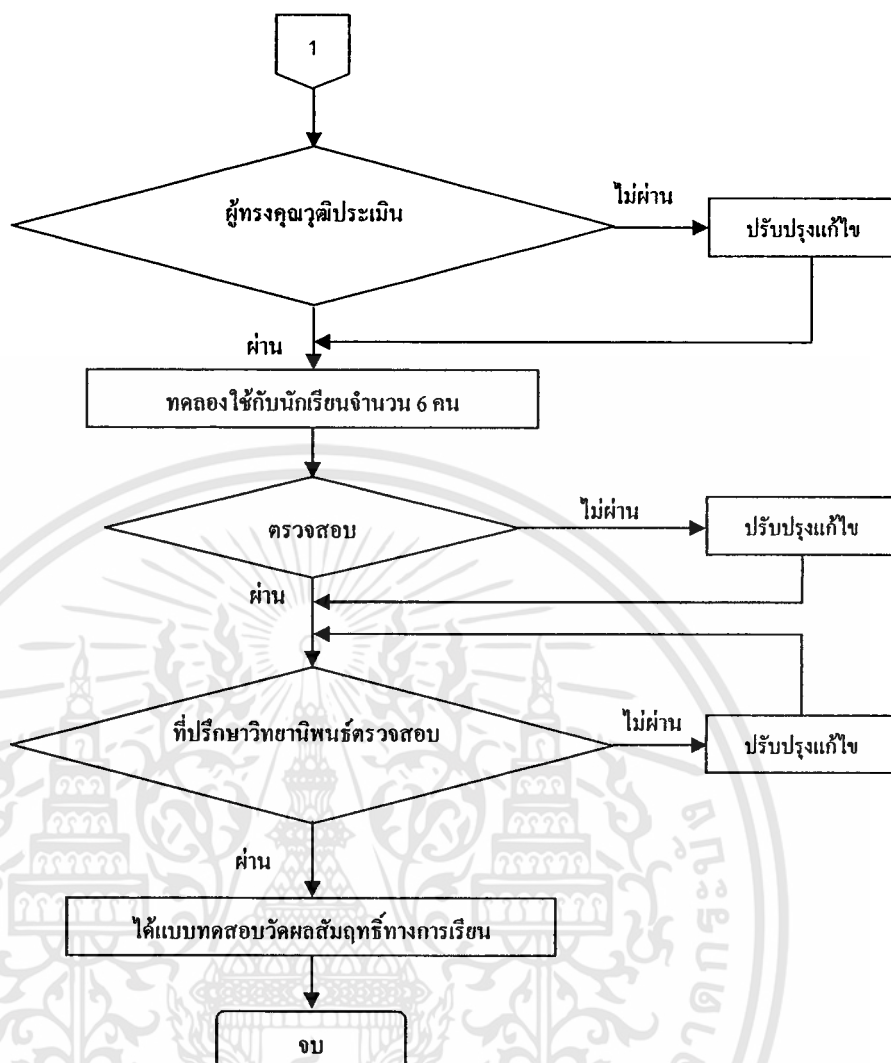 1
ผู้ทรงคุณวุฒิประเมิน
ไม่ผ่าน
ปรับปรุงแก้ไข
ผ่าน
ทดลองใช้กับนักเรียนจำนวน 6 คน
ตรวจสอบ
ไม่ผ่าน
ปรับปรุงแก้ไข
ผ่าน
ที่ปรึกษาวิทยานิพนธ์ตรวจสอบ
ไม่ผ่าน
ปรับปรุงแก้ไข
ผ่าน
ได้แบบทดสอบวัดผลสัมฤทธิ์ทางการเรียน
จบ